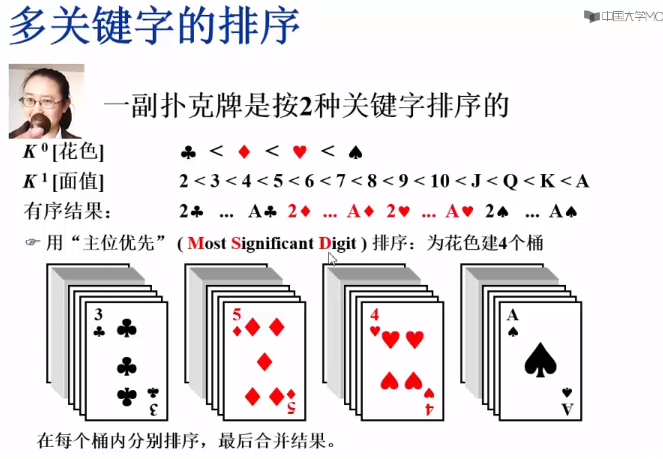 多关键字的排序
中国大学MO
一副扑克牌是按2种关键字排序的
K⁰ [花色] ♣ < ♦ < ♥ < ♠
K¹ [面值] 2 < 3 < 4 < 5 < 6 < 7 < 8 < 9 < 10 < J < Q < K < A
有序结果: 2♣ ... A♣ 2♦ ... A♦ 2♥ ... A♥ 2♠ ... A♠
☞ 用“主位优先” ( Most Significant Digit ) 排序: 为花色建4个桶
3 5 4 A
3 5 4 A
在每个桶内分别排序，最后合并结果。